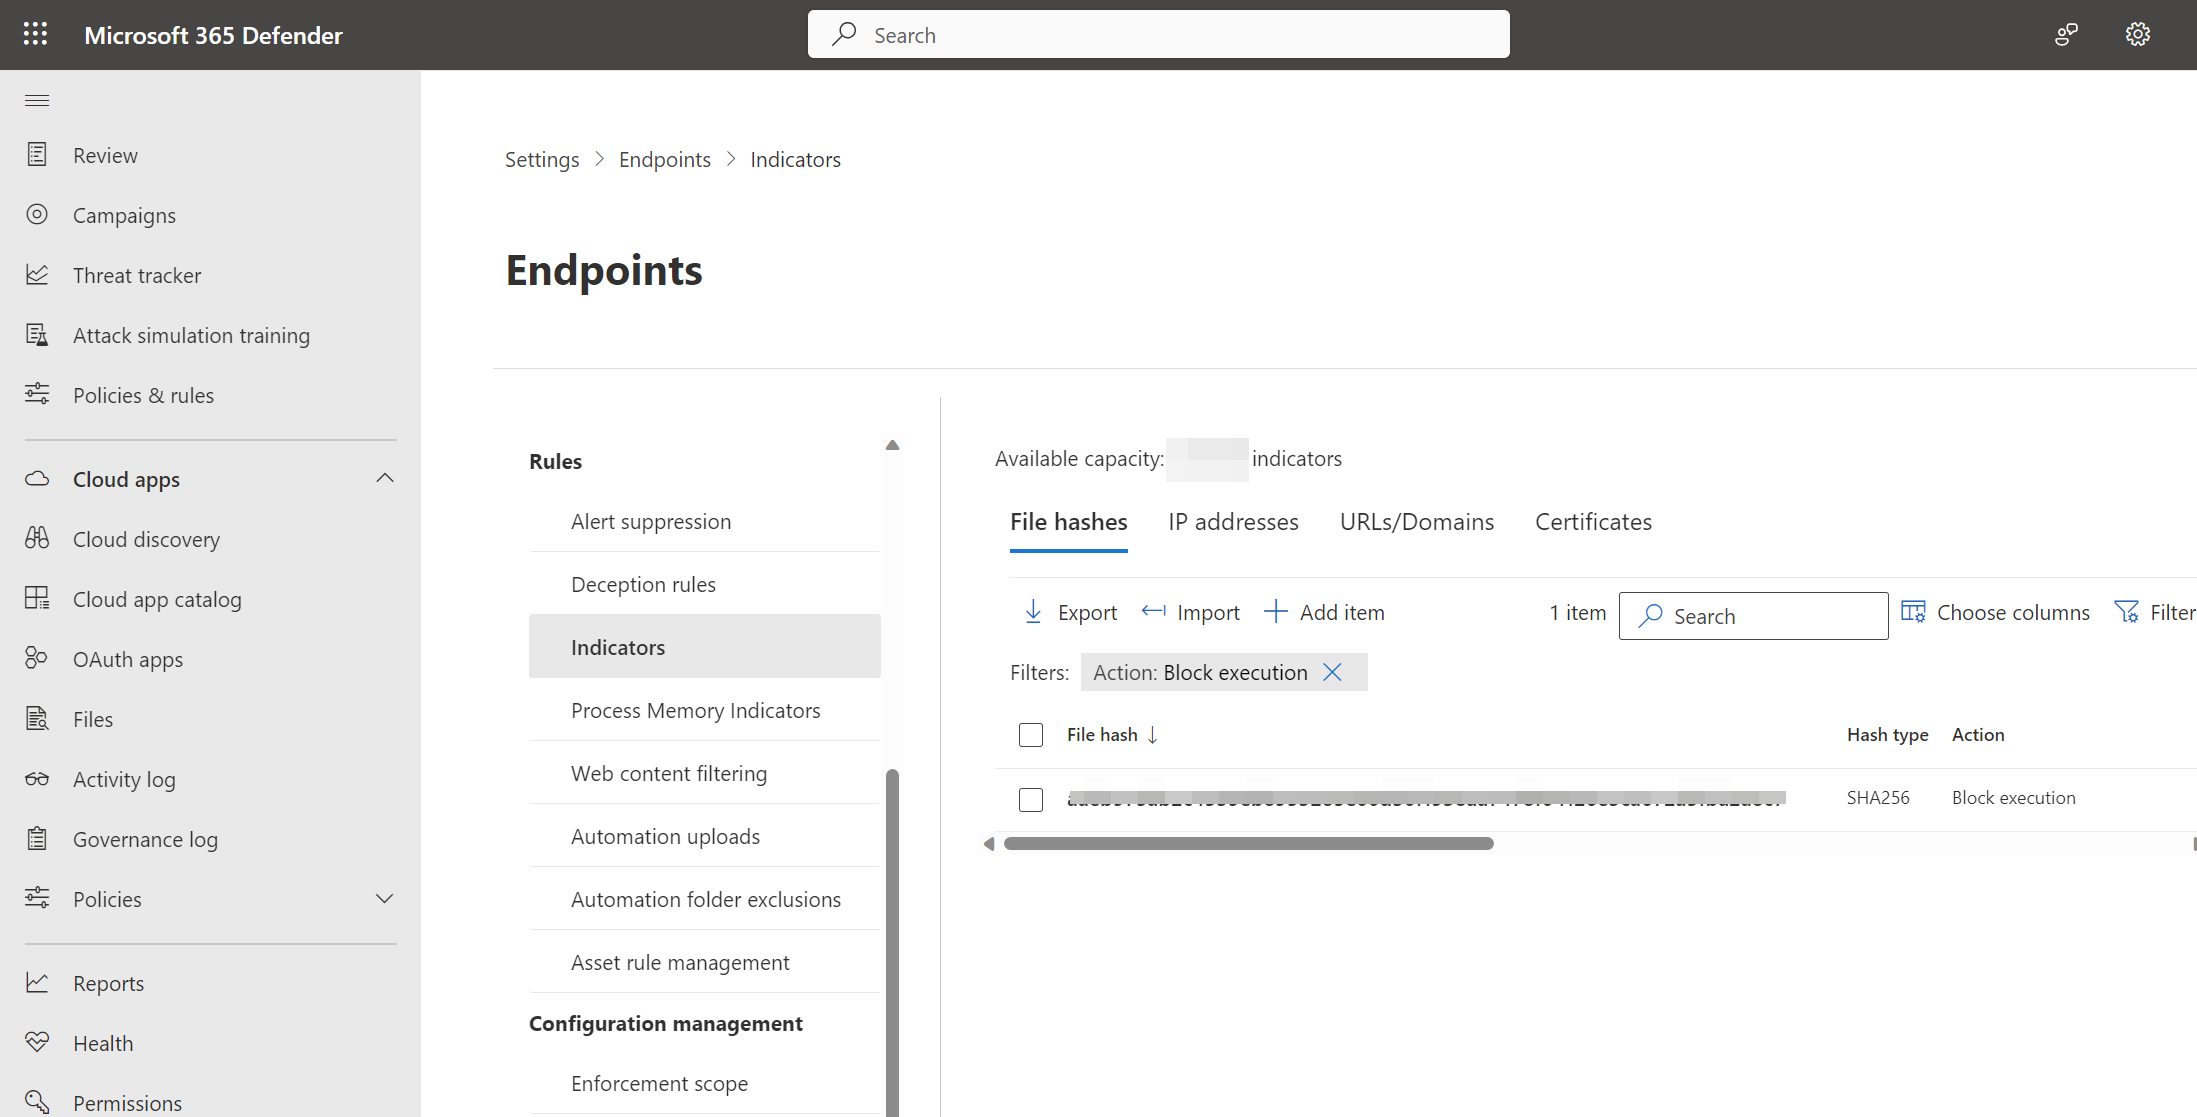 Microsoft 365 Defender
Search
Review
Campaigns
Threat tracker
Attack simulation training
Policies & rules
Cloud apps
Cloud discovery
Cloud app catalog
OAuth apps
Files
Activity log
Governance log
Policies
Reports
Health
Permissions
Settings > Endpoints > Indicators
Endpoints
Rules
Alert suppression
Deception rules
Indicators
Process Memory Indicators
Web content filtering
Automation uploads
Automation folder exclusions
Asset rule management
Configuration management
Enforcement scope
Available capacity: indicators
File hashes IP addresses URLs/Domains Certificates
Export Import Add item 1 item Search Choose columns Filter
Filters: Action: Block execution
File hash Hash type Action
SHA256 Block execution